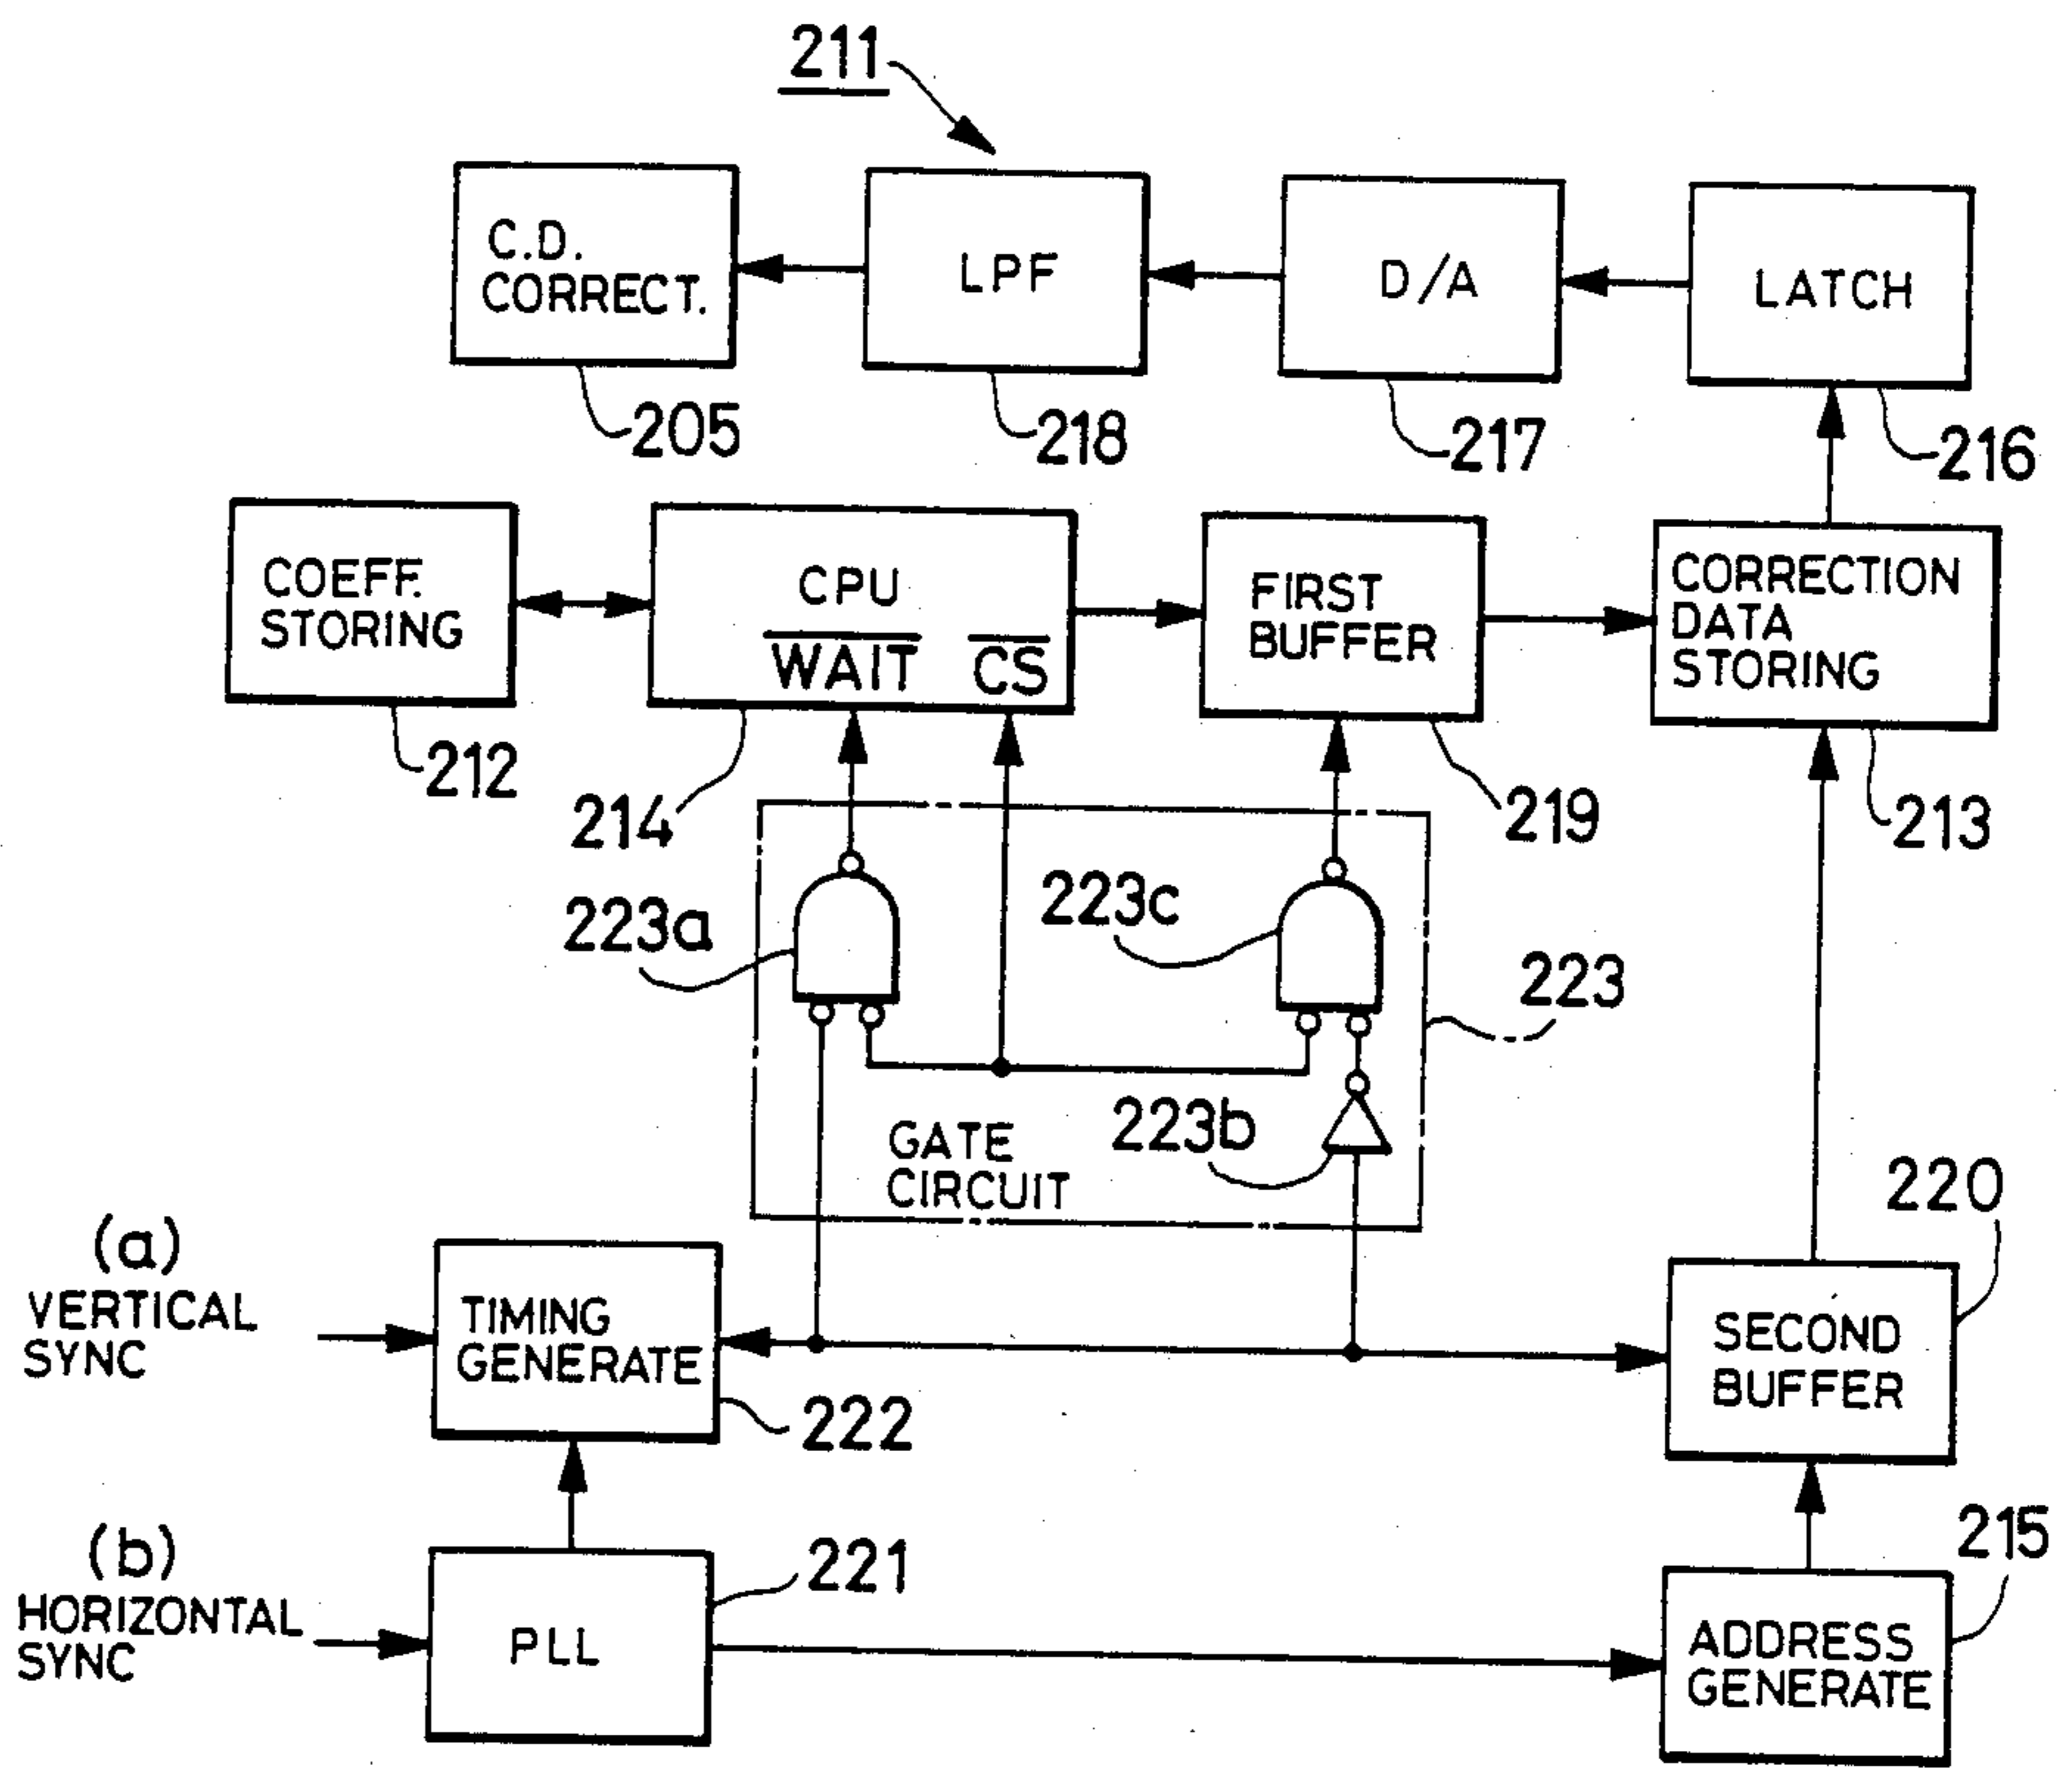 211
C.D.
CORRECT.
LPF
D/A
LATCH
205
218
217
216
COEFF.
STORING
CPU
WAIT CS
FIRST
BUFFER
CORRECTION
DATA
STORING
212
214
219
213
223a
223c
223
223b
GATE
CIRCUIT
220
(a)
VERTICAL
SYNC
TIMING
GENERATE
SECOND
BUFFER
222
(b)
HORIZONTAL
SYNC
PLL
221
215
ADDRESS
GENERATE